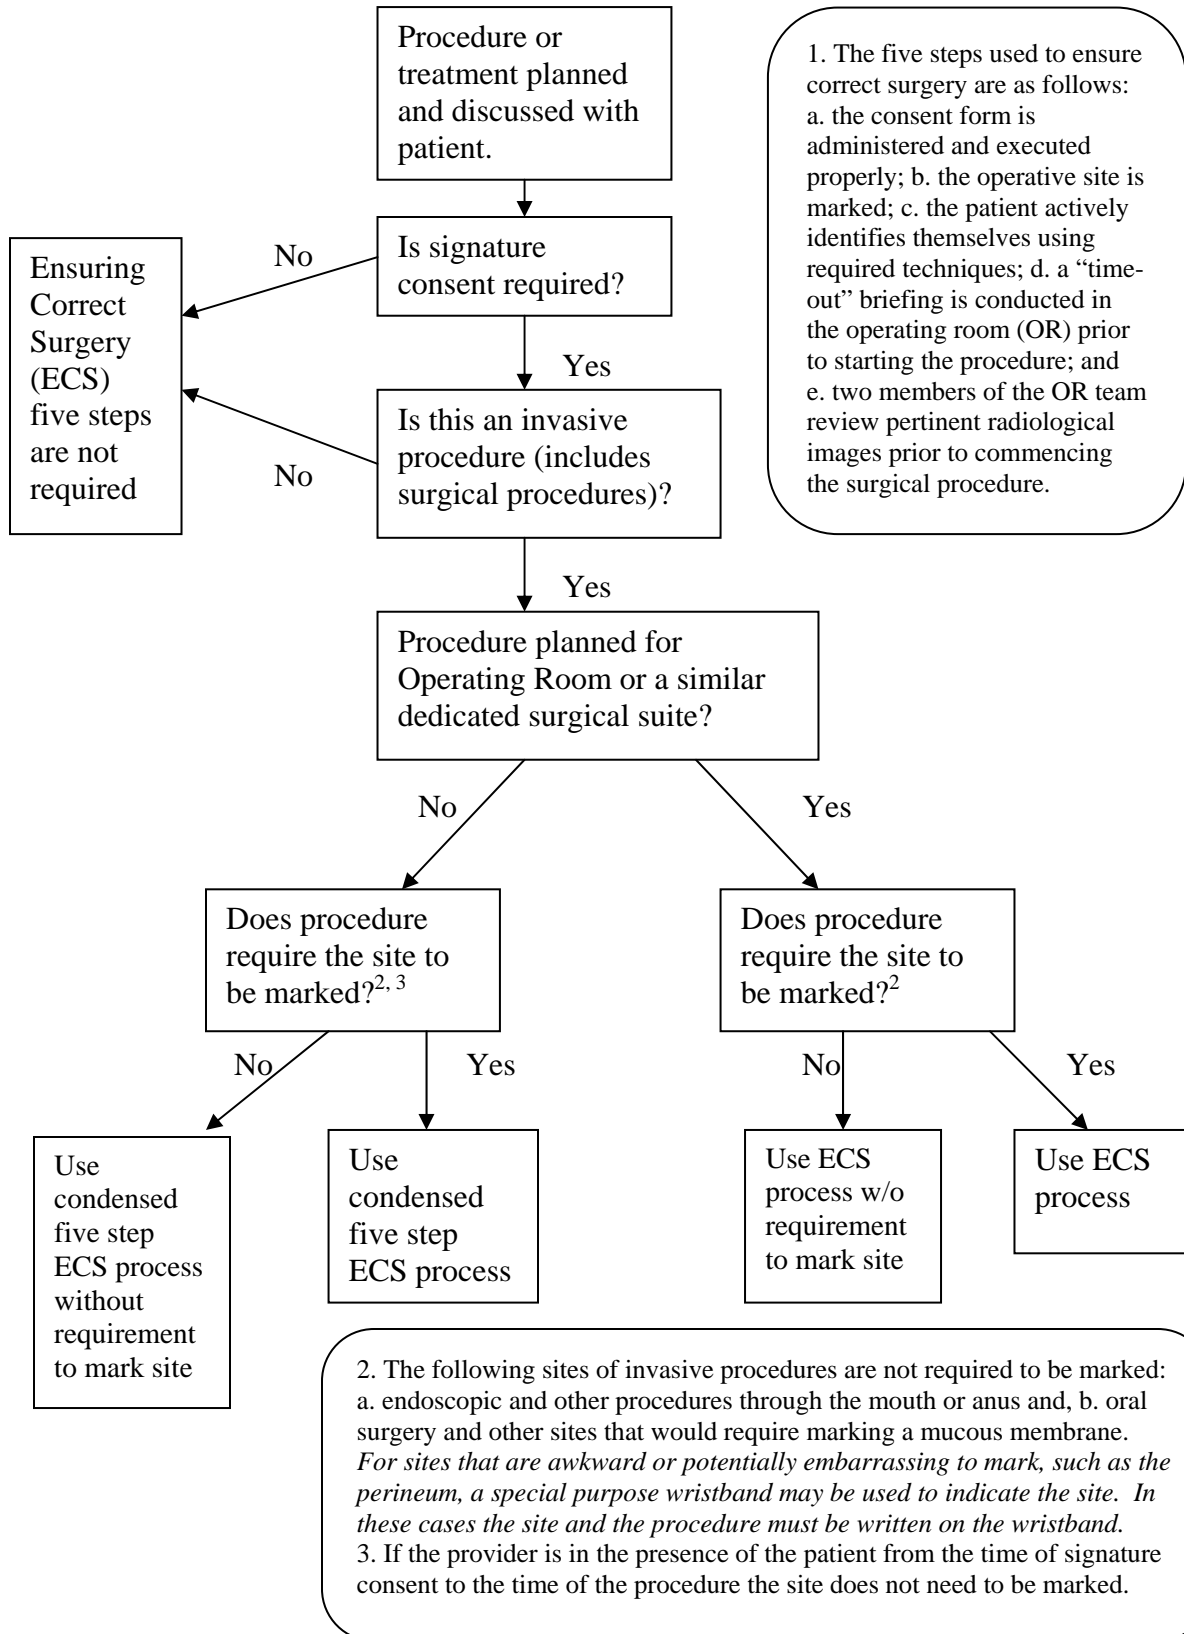 Procedure or
treatment planned
and discussed with
patient.
1. The five steps used to ensure
correct surgery are as follows:
a. the consent form is
administered and executed
properly; b. the operative site is
marked; c. the patient actively
identifies themselves using
required techniques; d. a “time-
out” briefing is conducted in
the operating room (OR) prior
to starting the procedure; and
e. two members of the OR team
review pertinent radiological
images prior to commencing
the surgical procedure.
No
Is signature
consent required?
Ensuring
Correct
Surgery
(ECS)
five steps
are not
required
Yes
Is this an invasive
procedure (includes
surgical procedures)?
No
Yes
Procedure planned for
Operating Room or a similar
dedicated surgical suite?
No
Yes
Does procedure
require the site to
be marked?2, 3
Does procedure
require the site to
be marked?2
No
Yes
No
Yes
Use
condensed
five step
ECS process
without
requirement
to mark site
Use
condensed
five step
ECS process
Use ECS
process w/o
requirement
to mark site
Use ECS
process
2. The following sites of invasive procedures are not required to be marked:
a. endoscopic and other procedures through the mouth or anus and, b. oral
surgery and other sites that would require marking a mucous membrane.
For sites that are awkward or potentially embarrassing to mark, such as the
perineum, a special purpose wristband may be used to indicate the site. In
these cases the site and the procedure must be written on the wristband.
3. If the provider is in the presence of the patient from the time of signature
consent to the time of the procedure the site does not need to be marked.